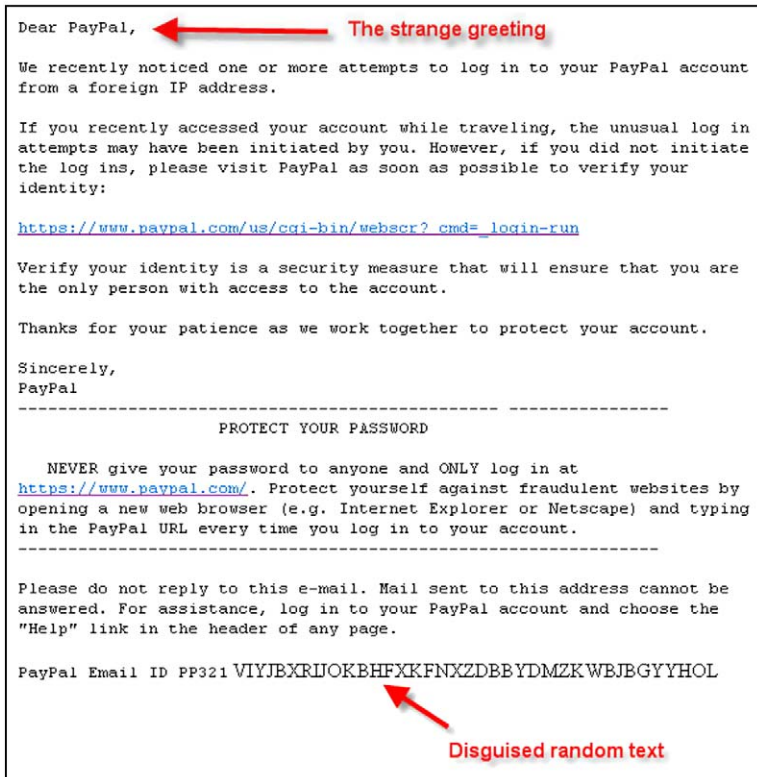 Dear PayPal,
The strange greeting
We recently noticed one or more attempts to log in to your PayPal account
from a foreign IP address.
If you recently accessed your account while traveling, the unusual log in
attempts may have been initiated by you. However, if you did not initiate
the log ins, please visit PayPal as soon as possible to verify your
identity:
https://www.paypal.com/us/cgi-bin/webscr?_cmd=_login-run
Verify your identity is a security measure that will ensure that you are
the only person with access to the account.
Thanks for your patience as we work together to protect your account.
Sincerely,
PayPal
------------------------------------------------ ----------------
PROTECT YOUR PASSWORD
NEVER give your password to anyone and ONLY log in at
https://www.paypal.com/. Protect yourself against fraudulent websites by
opening a new web browser (e.g. Internet Explorer or Netscape) and typing
in the PayPal URL every time you log in to your account.
----------------------------------------------------------------
Please do not reply to this e-mail. Mail sent to this address cannot be
answered. For assistance, log in to your PayPal account and choose the
"Help" link in the header of any page.
PayPal Email ID PP321 VIYJBXRIJOKBHFXKFNXZDBBYDMZKWBJBGYYHOL
Disguised random text